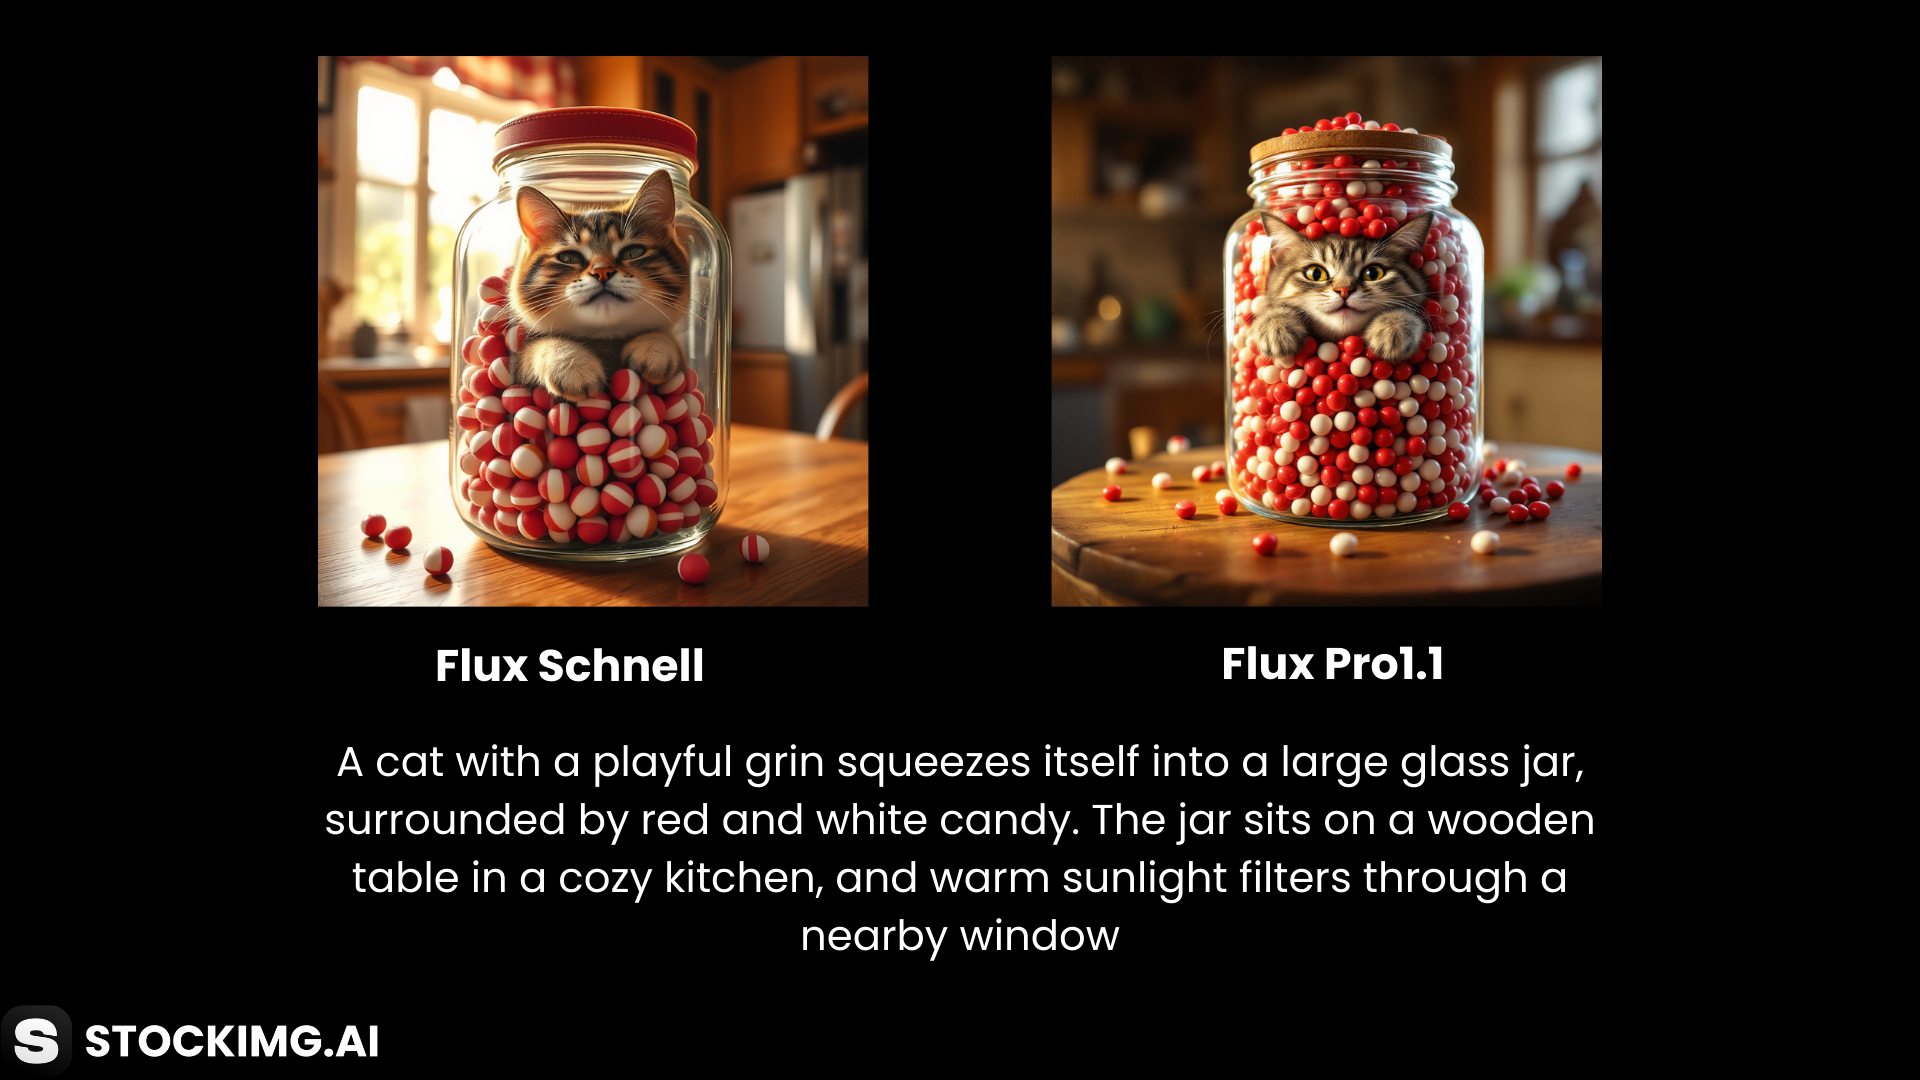 Flux Schnell
Flux Pro1.1
A cat with a playful grin squeezes itself into a large glass jar,
surrounded by red and white candy. The jar sits on a wooden
table in a cozy kitchen, and warm sunlight filters through a
nearby window
S STOCKIMG.AI